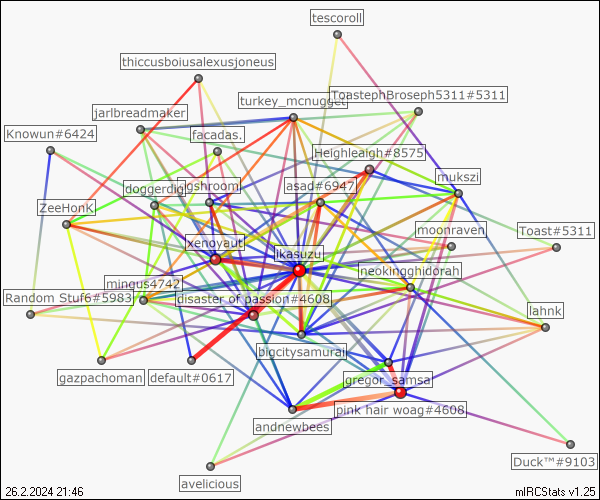 tescoroll
thiccusboiusalexusjoneus
ToastephBroseph5311#5311
turkey_mcnugget
jarlbreadmaker
Knowun#6424
facadas.
Heighleaigh#8575
mukszi
doggerdig
asad#6947
ZeeHonK
moonraven
Toast#5311
xenoyaut
ikasuzu
neokingghidorah
mingus4742
Random Stuf6#5983
disaster of passion#4608
lahnk
bigcitysamurai
gazpachoman
default#0617
gregor_samsa
pink hair woag#4608
andnewbees
Duck™#9103
avelicious
26.2.2024 21:46
mIRCStats v1.25